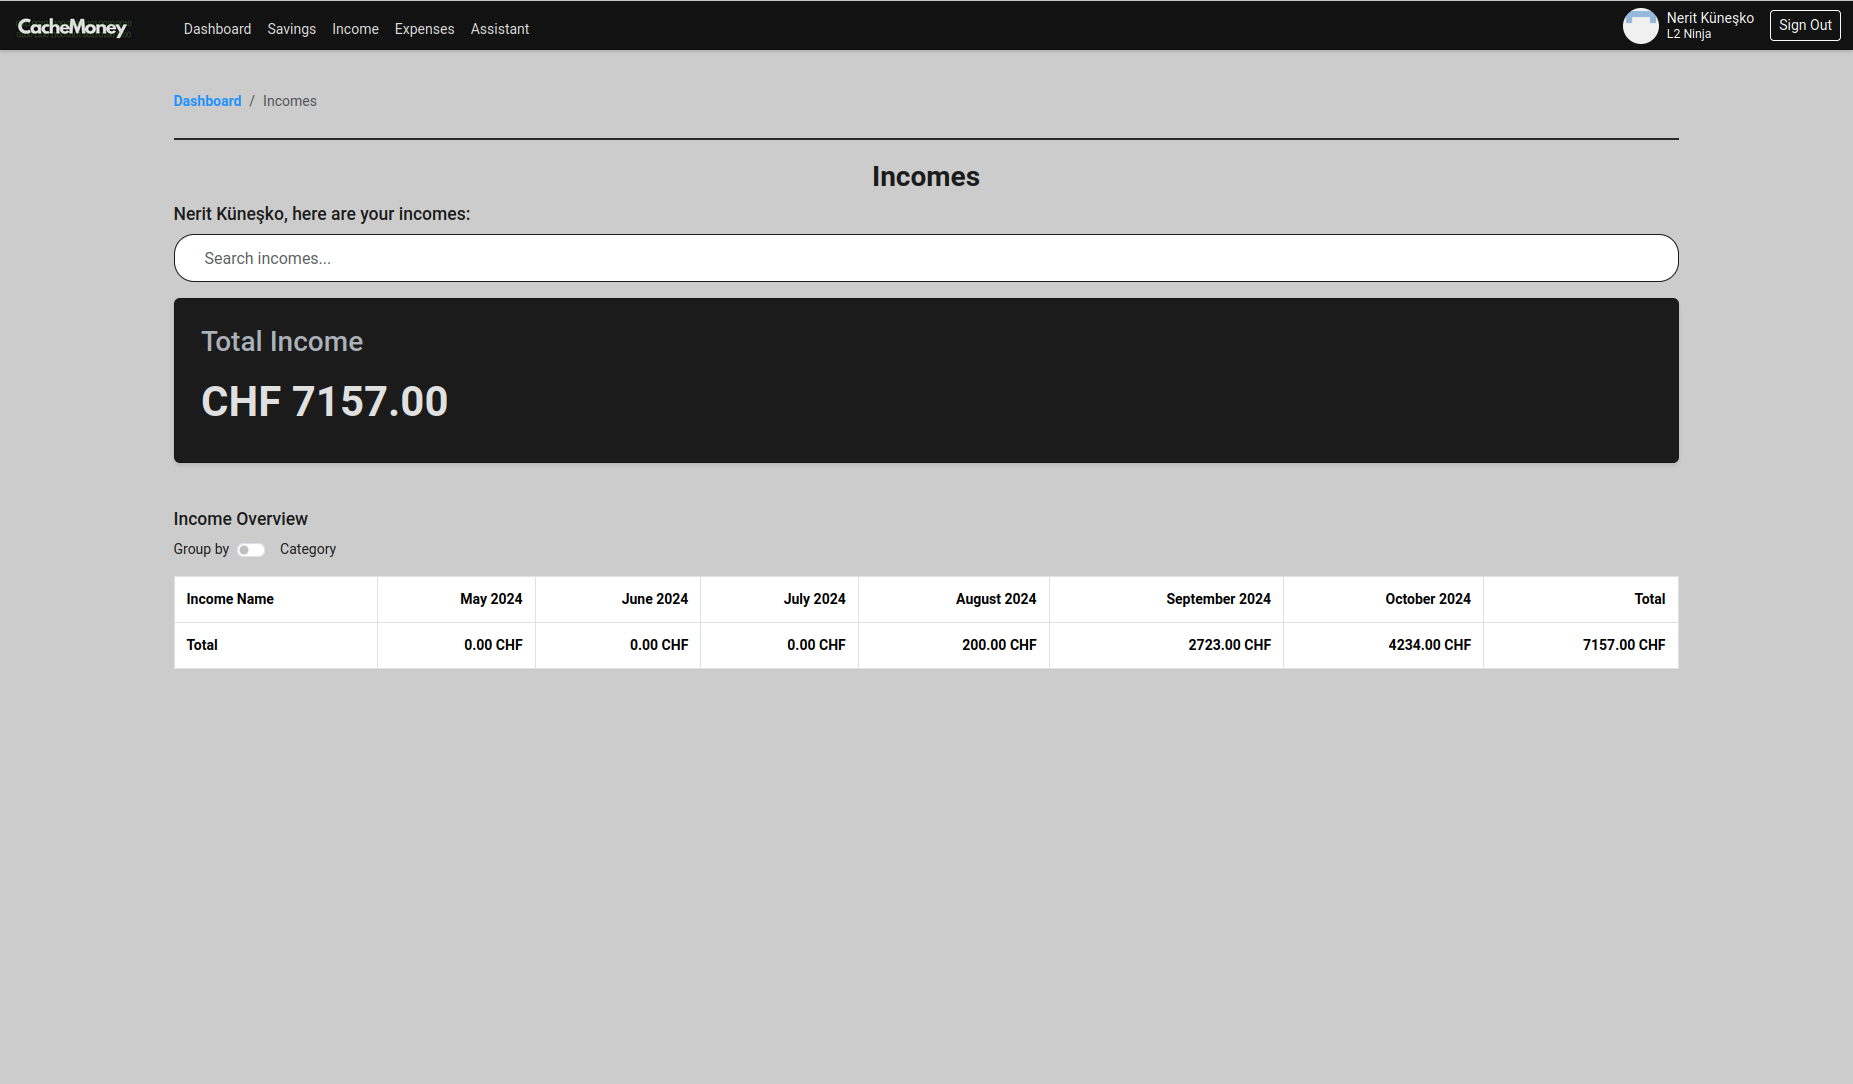 CacheMoney Dashboard Savings Income Expenses Assistant Nerit Küneşko Sign Out
L2 Ninja
Dashboard / Incomes
Incomes
Nerit Küneşko, here are your incomes:
Search incomes...
Total Income
CHF 7157.00
Income Overview
Group by Category
Income Name May 2024 June 2024 July 2024 August 2024 September 2024 October 2024 Total
Total 0.00 CHF 0.00 CHF 0.00 CHF 200.00 CHF 2723.00 CHF 4234.00 CHF 7157.00 CHF